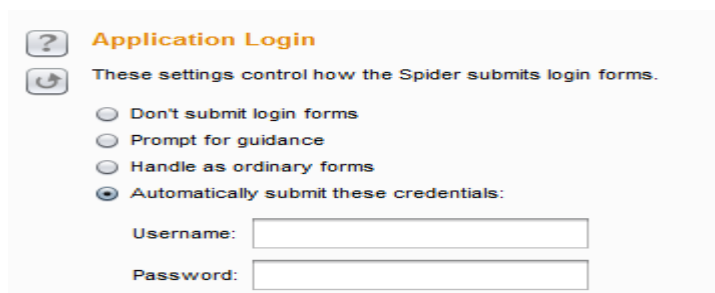 ?
Application Login
These settings control how the Spider submits login forms.
Don't submit login forms
Prompt for guidance
Handle as ordinary forms
Automatically submit these credentials:
Username:
Password: